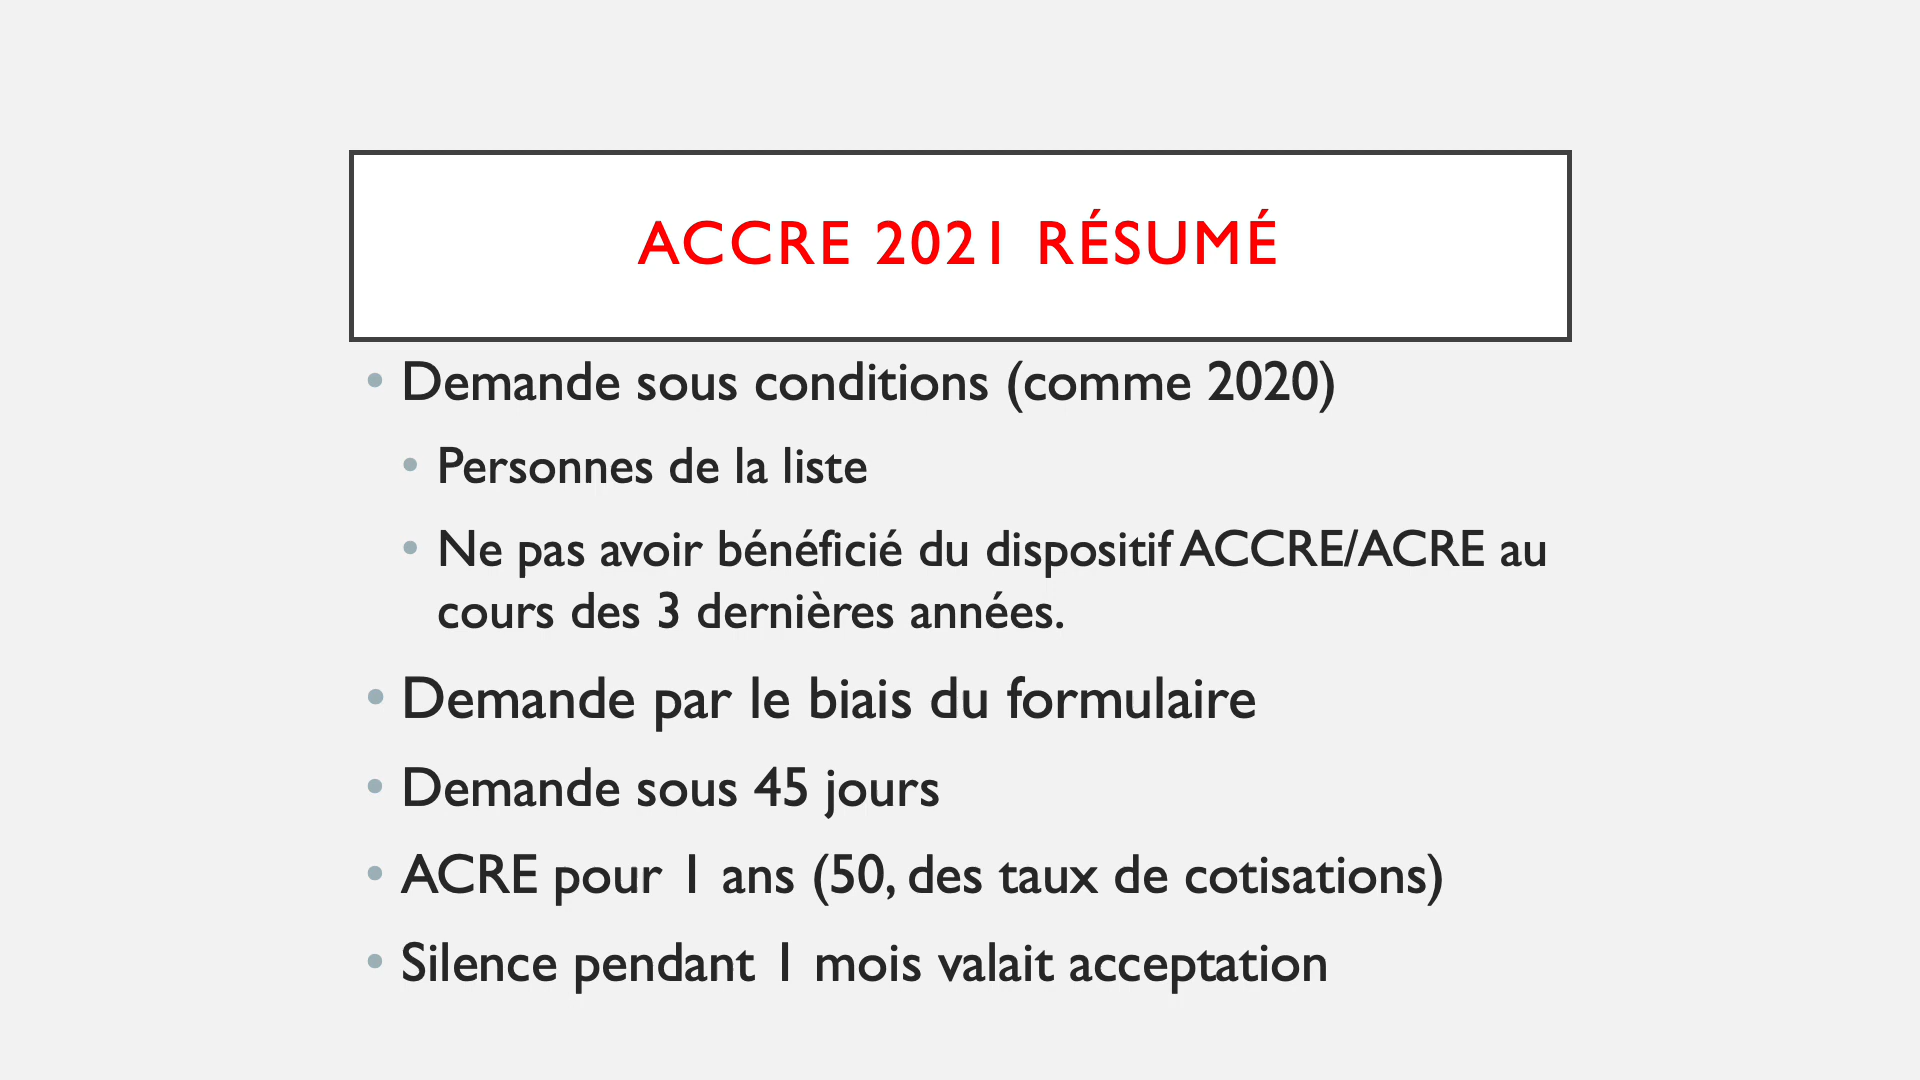 ACCRE 2021 RÉSUMÉ
• Demande sous conditions (comme 2020)
• Personnes de la liste
• Ne pas avoir bénéficié du dispositif ACCRE/ACRE au
cours des 3 dernières années.
• Demande par le biais du formulaire
• Demande sous 45 jours
• ACRE pour 1 ans (50, des taux de cotisations)
• Silence pendant 1 mois valait acceptation